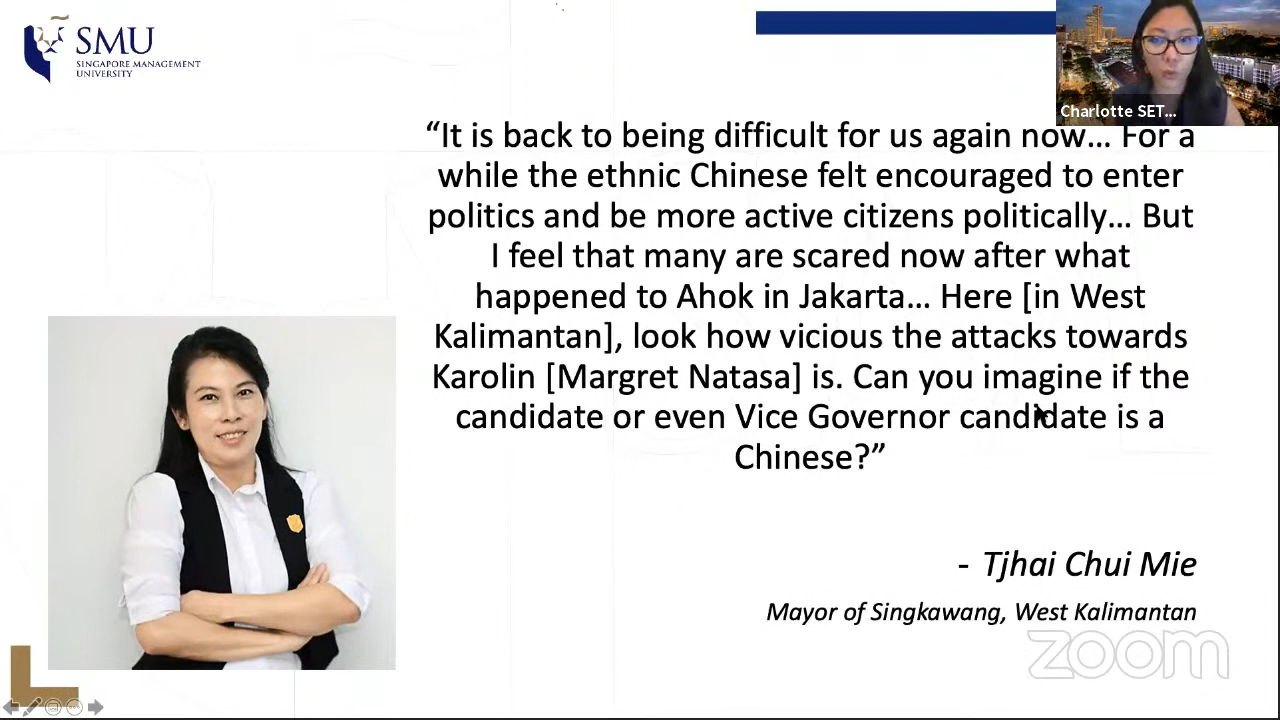 SMU
SINGAPORE MANAGEMENT
UNIVERSITY
Charlotte SET...
“It is back to being difficult for us again now... For a
while the ethnic Chinese felt encouraged to enter
politics and be more active citizens politically... But
I feel that many are scared now after what
happened to Ahok in Jakarta... Here [in West
Kalimantan], look how vicious the attacks towards
Karolin [Margret Natasa] is. Can you imagine if the
candidate or even Vice Governor candidate is a
Chinese?”
- Tjhai Chui Mie
Mayor of Singkawang, West Kalimantan
zoom